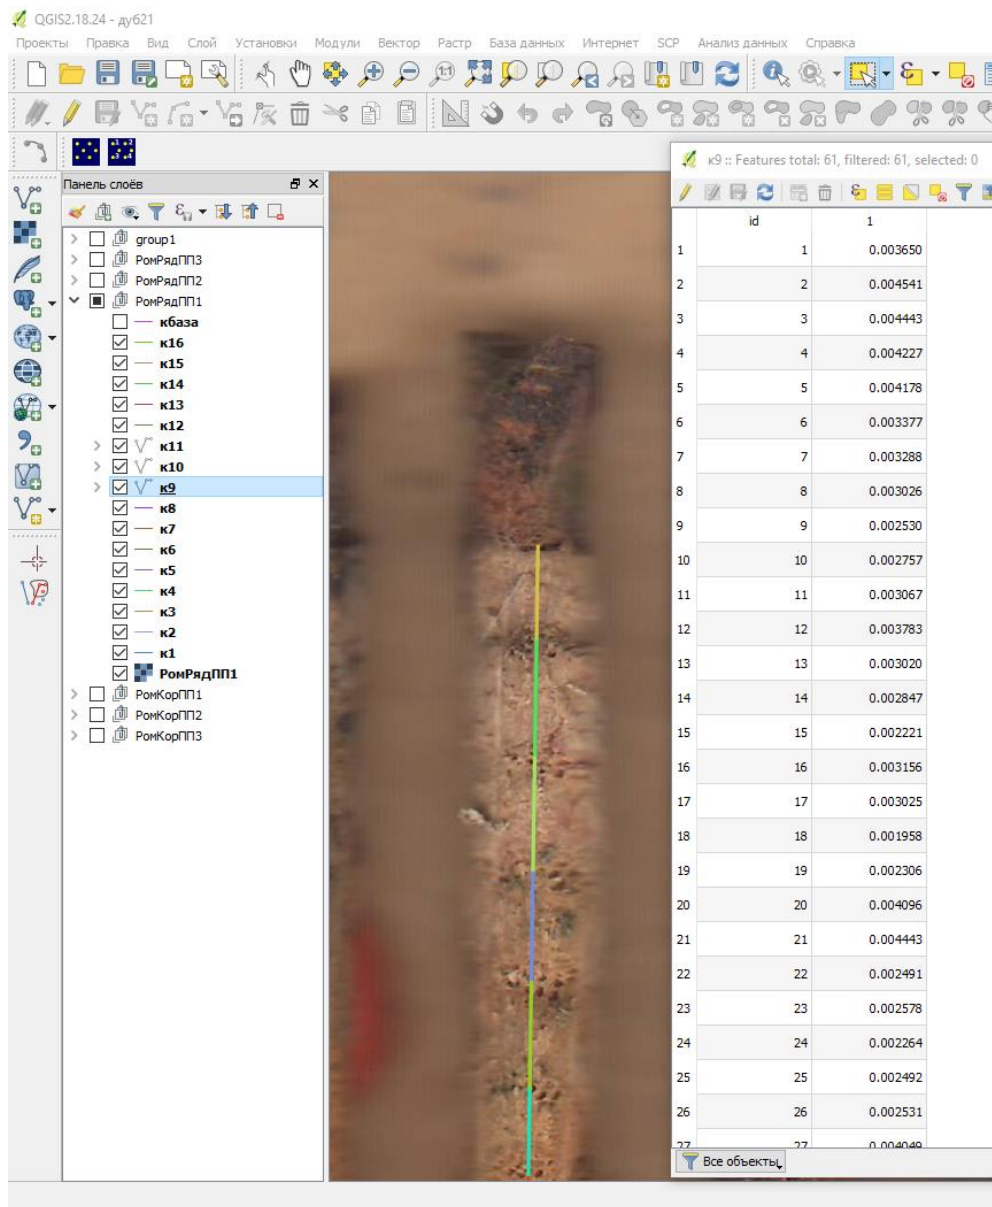 QGIS2.18.24 - ду621
Проекты Правка Вид Слой Установки Модули Вектор Растр База данных Интернет SCP Анализ данных Справка
Панель слоёв
group1
РомРядПП3
РомРядПП2
РомРядПП1
кбаза
к16
к15
к14
к13
к12
к11
к10
к9
к8
к7
к6
к5
к4
к3
к2
к1
РомРядПП1
РомКорПП1
РомКорПП2
РомКорПП3
к9 :: Features total: 61, filtered: 61, selected: 0
id 1
1 1 0.003650
2 2 0.004541
3 3 0.004443
4 4 0.004227
5 5 0.004178
6 6 0.003377
7 7 0.003288
8 8 0.003026
9 9 0.002530
10 10 0.002757
11 11 0.003067
12 12 0.003783
13 13 0.003020
14 14 0.002847
15 15 0.002221
16 16 0.003156
17 17 0.003025
18 18 0.001958
19 19 0.002306
20 20 0.004096
21 21 0.004443
22 22 0.002491
23 23 0.002578
24 24 0.002264
25 25 0.002492
26 26 0.002531
27 27 0.004049
Все объекты